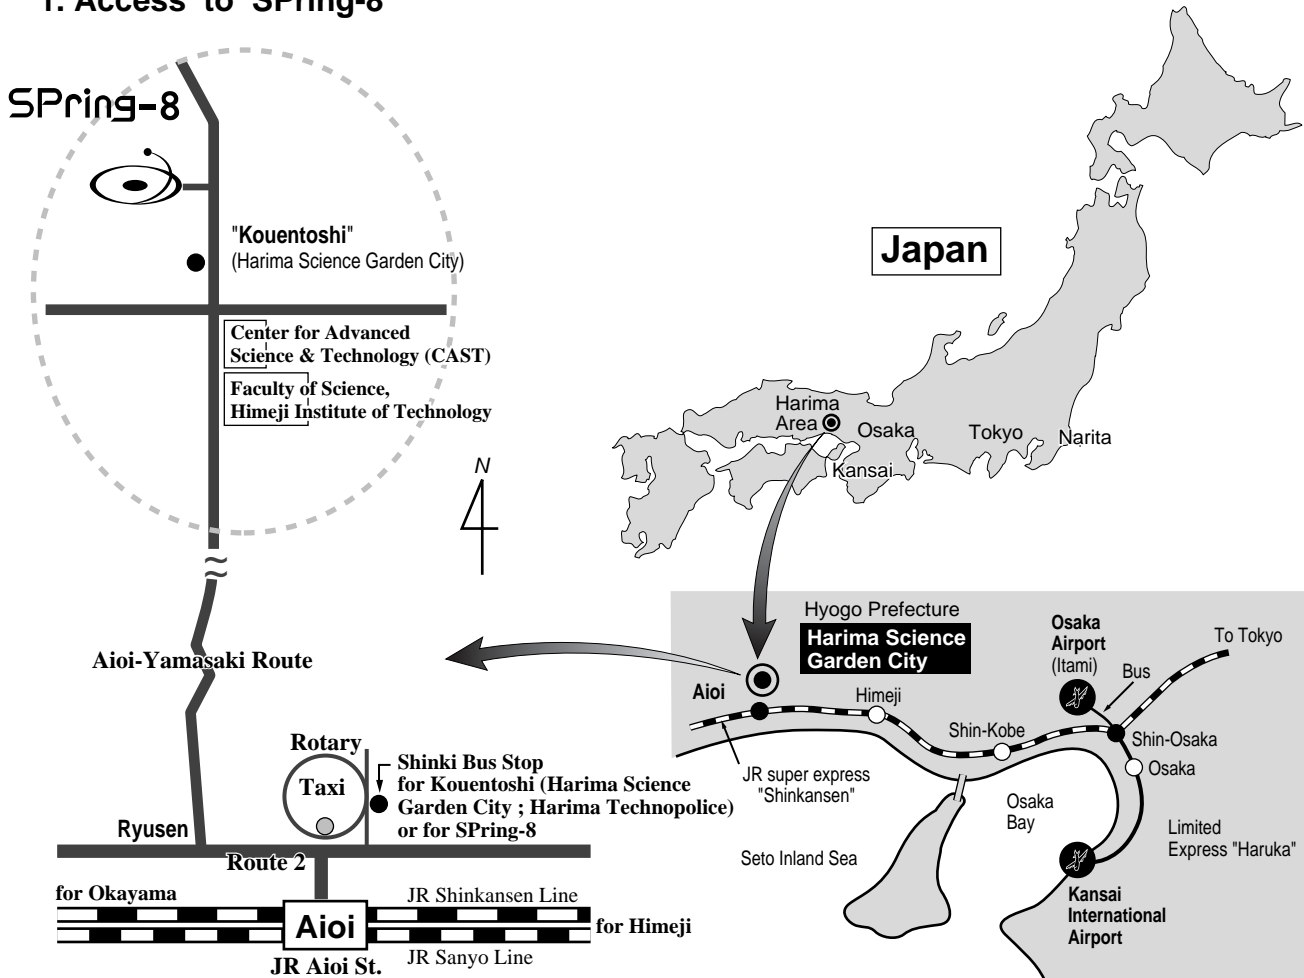 1. Access to SPring-8
SPring-8
"Kouentoshi"
(Harima Science Garden City)
Center for Advanced
Science & Technology (CAST)
Faculty of Science,
Himeji Institute of Technology
N
Aioi-Yamasaki Route
Rotary
Taxi
Shinki Bus Stop
for Kouentoshi (Harima Science
Garden City ; Harima Technopolice)
or for SPring-8
Ryusen
Route 2
for Okayama
JR Shinkansen Line
Aioi
for Himeji
JR Sanyo Line
JR Aioi St.
Japan
Harima
Area
Osaka
Tokyo
Narita
Kansai
Hyogo Prefecture
Harima Science
Garden City
Osaka
Airport
(Itami)
To Tokyo
Bus
Aioi
Himeji
Shin-Kobe
Shin-Osaka
Osaka
JR super express
"Shinkansen"
Osaka
Bay
Limited
Express "Haruka"
Seto Inland Sea
Kansai
International
Airport